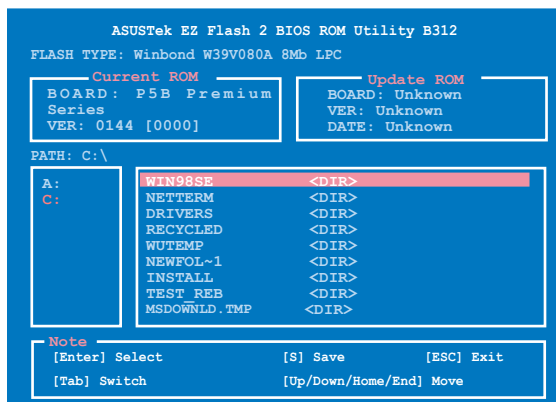 ASUSTek EZ Flash 2 BIOS ROM Utility B312
FLASH TYPE: Winbond W39V080A 8Mb LPC
Current ROM
BOARD: P5B Premium
Series
VER: 0144 [0000]
Update ROM
BOARD: Unknown
VER: Unknown
DATE: Unknown
PATH: C:\
A:
C:
WIN98SE <DIR>
NETTERM <DIR>
DRIVERS <DIR>
RECYCLED <DIR>
WUTEMP <DIR>
NEWFOL~1 <DIR>
INSTALL <DIR>
TEST_REB <DIR>
MSDOWNLD.TMP <DIR>
Note
[Enter] Select [S] Save [ESC] Exit
[Tab] Switch [Up/Down/Home/End] Move